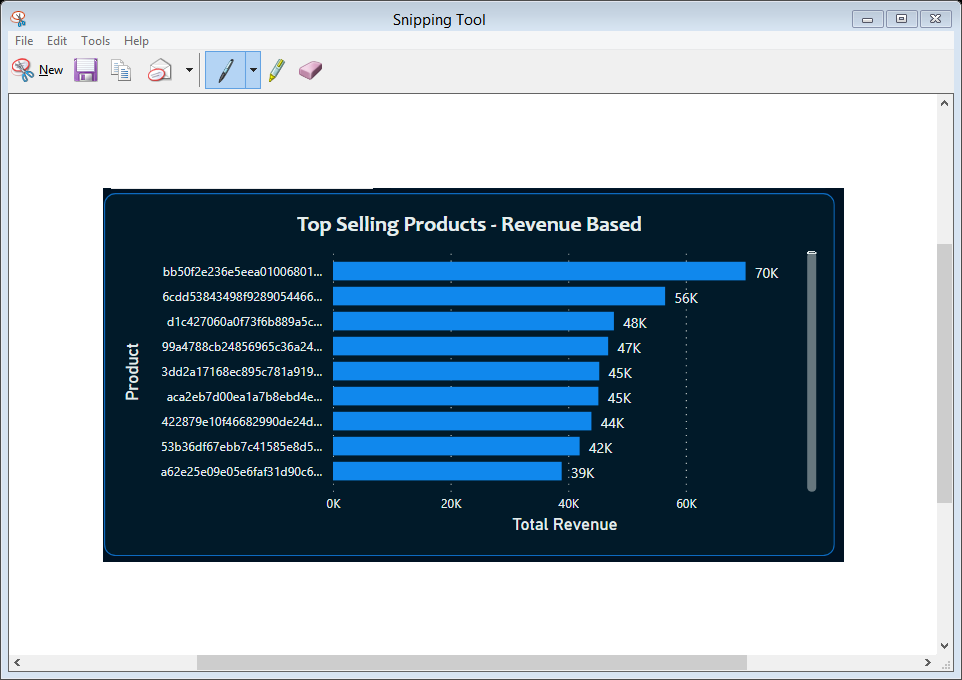 Snipping Tool
File Edit Tools Help
New
Top Selling Products - Revenue Based
Product
bb50f2e236e5eea01006801... 70K
6cdd53843498f9289054466... 56K
d1c427060a0f73f6b889a5c... 48K
99a4788cb24856965c36a24... 47K
3dd2a17168ec895c781a919... 45K
aca2eb7d00ea1a7b8ebd4e... 45K
422879e10f46682990de24d... 44K
53b36df67ebb7c41585e8d5... 42K
a62e25e09e05e6faf31d90c6... 39K
0K 20K 40K 60K
Total Revenue